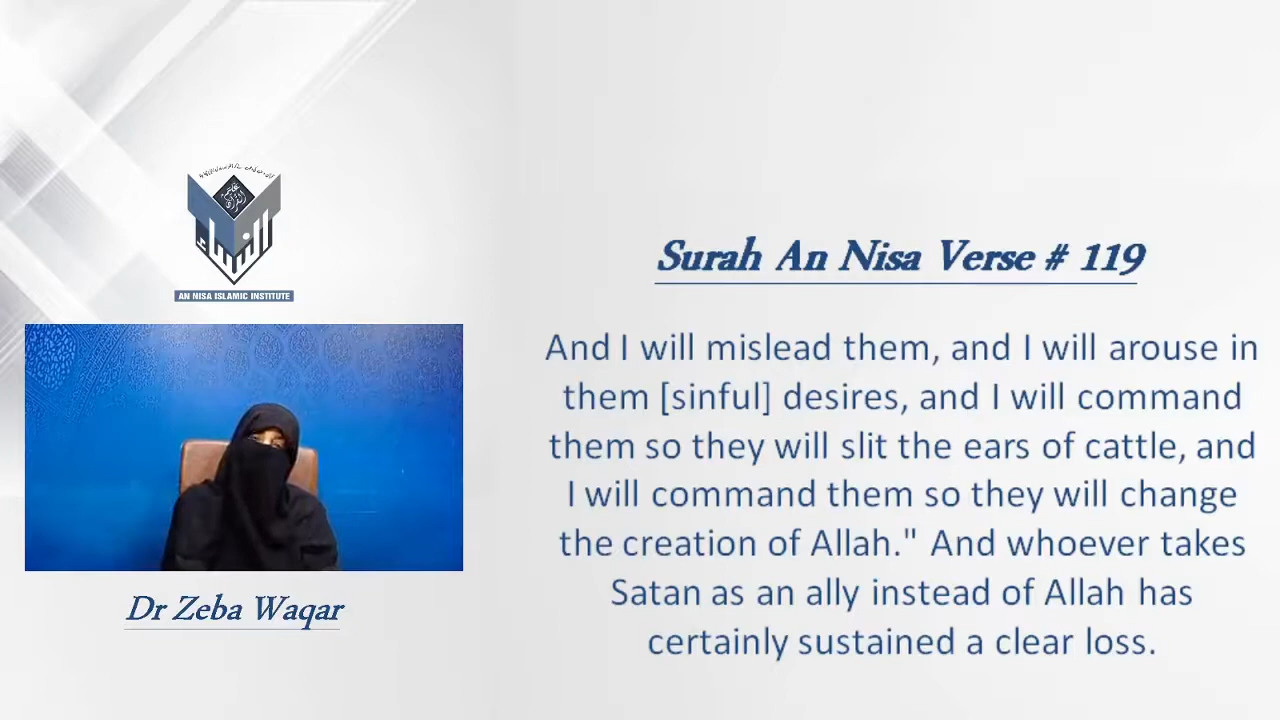 النساء
AN NISA ISLAMIC INSTITUTE
Dr Zeba Waqar
Surah An Nisa Verse # 119
And I will mislead them, and I will arouse in
them [sinful] desires, and I will command
them so they will slit the ears of cattle, and
I will command them so they will change
the creation of Allah." And whoever takes
Satan as an ally instead of Allah has
certainly sustained a clear loss.